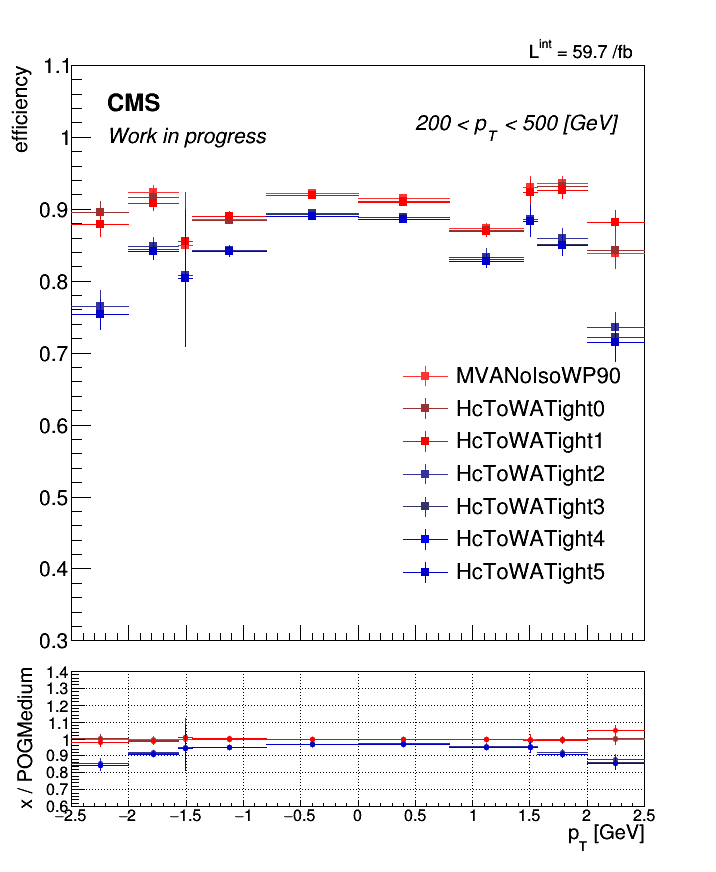 L^int = 59.7 /fb
efficiency
CMS
Work in progress
200 < p_T < 500 [GeV]
1.1
1
0.9
0.8
0.7
0.6
0.5
0.4
0.3
MVANoIsoWP90
HcToWATight0
HcToWATight1
HcToWATight2
HcToWATight3
HcToWATight4
HcToWATight5
x / POGMedium
1.4
1.3
1.2
1.1
1
0.9
0.8
0.7
0.6
−2.5 −2 −1.5 −1 −0.5 0 0.5 1 1.5 2 2.5
p_T [GeV]